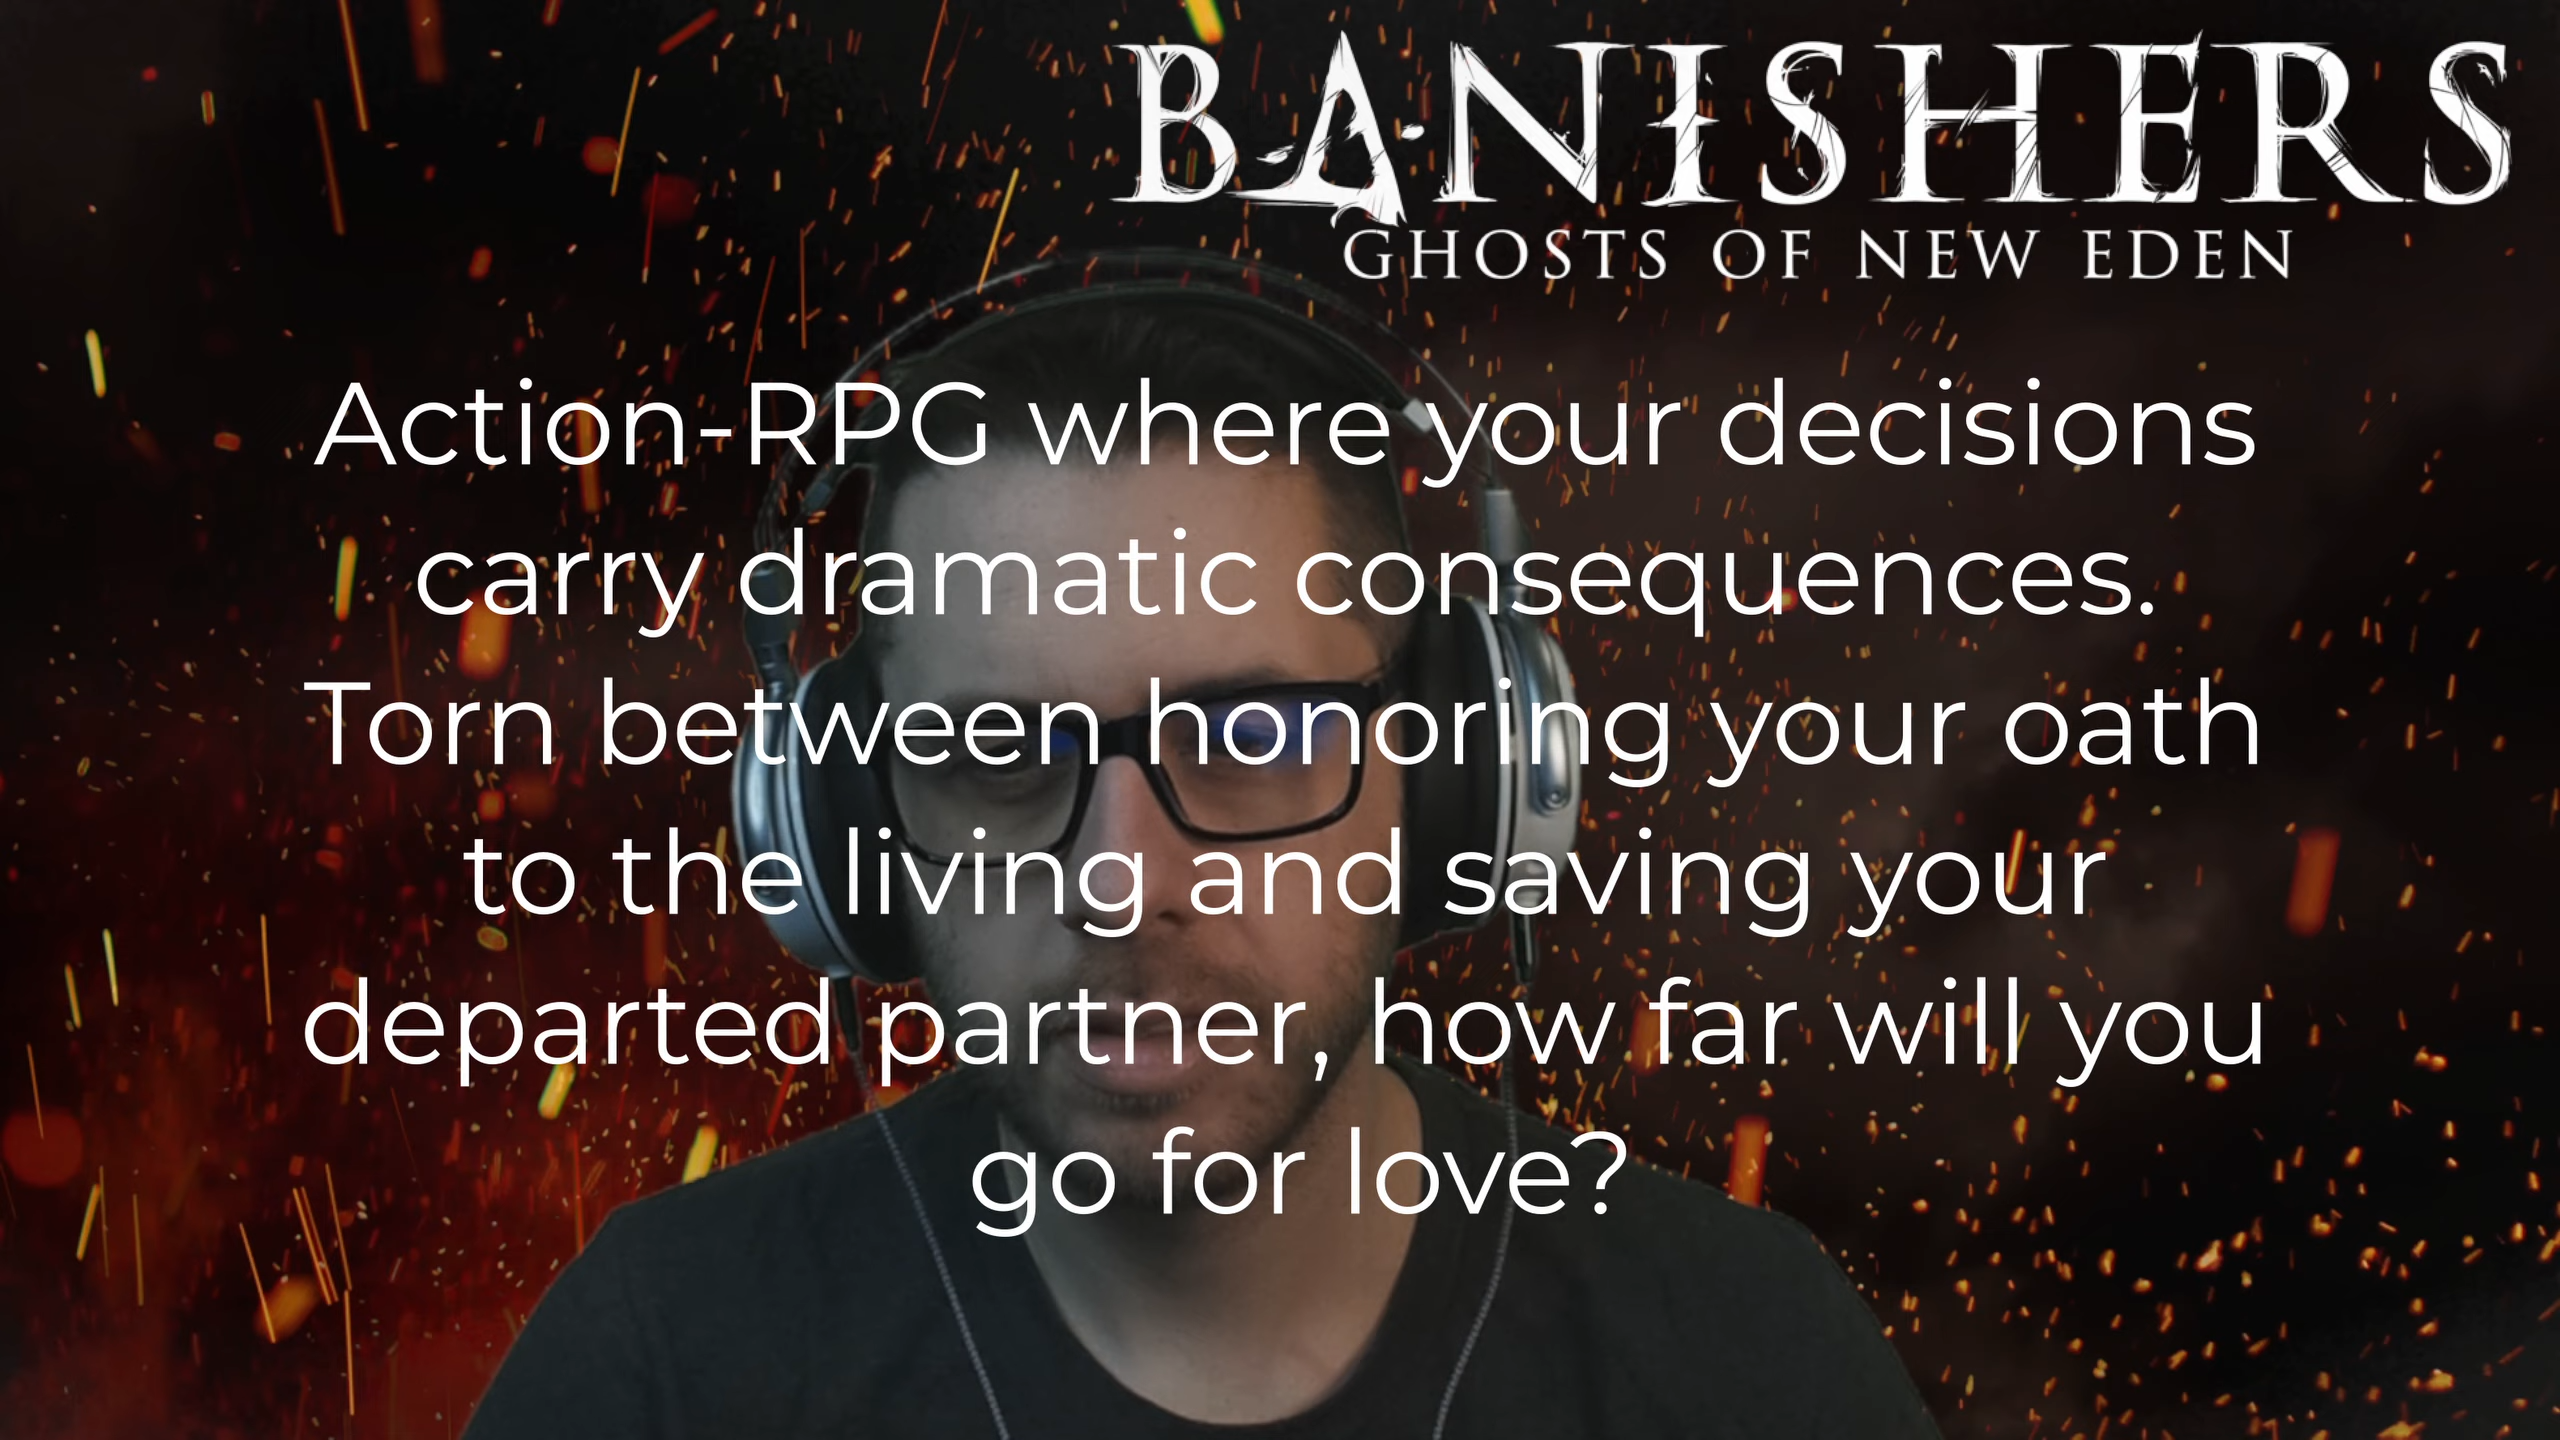 BANISHERS
GHOSTS OF NEW EDEN
Action-RPG where your decisions
carry dramatic consequences.
Torn between honoring your oath
to the living and saving your
departed partner, how far will you
go for love?